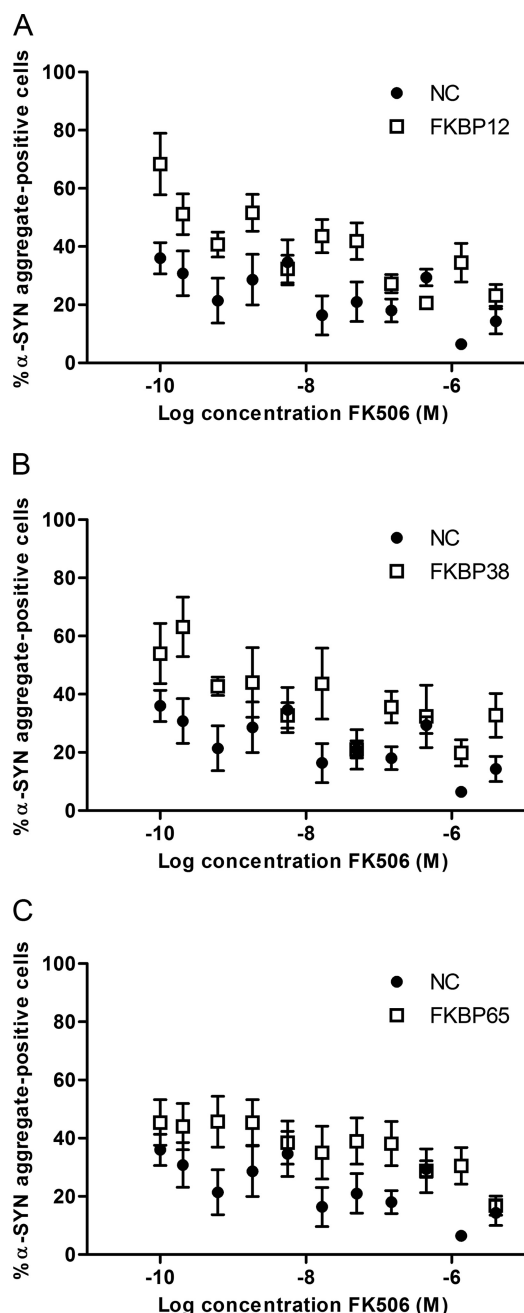 A
100
80
60
40
20
0
%α-SYN aggregate-positive cells
NC
FKBP12
-10 -8 -6
Log concentration FK506 (M)
B
100
80
60
40
20
0
%α-SYN aggregate-positive cells
NC
FKBP38
-10 -8 -6
Log concentration FK506 (M)
C
100
80
60
40
20
0
%α-SYN aggregate-positive cells
NC
FKBP65
-10 -8 -6
Log concentration FK506 (M)